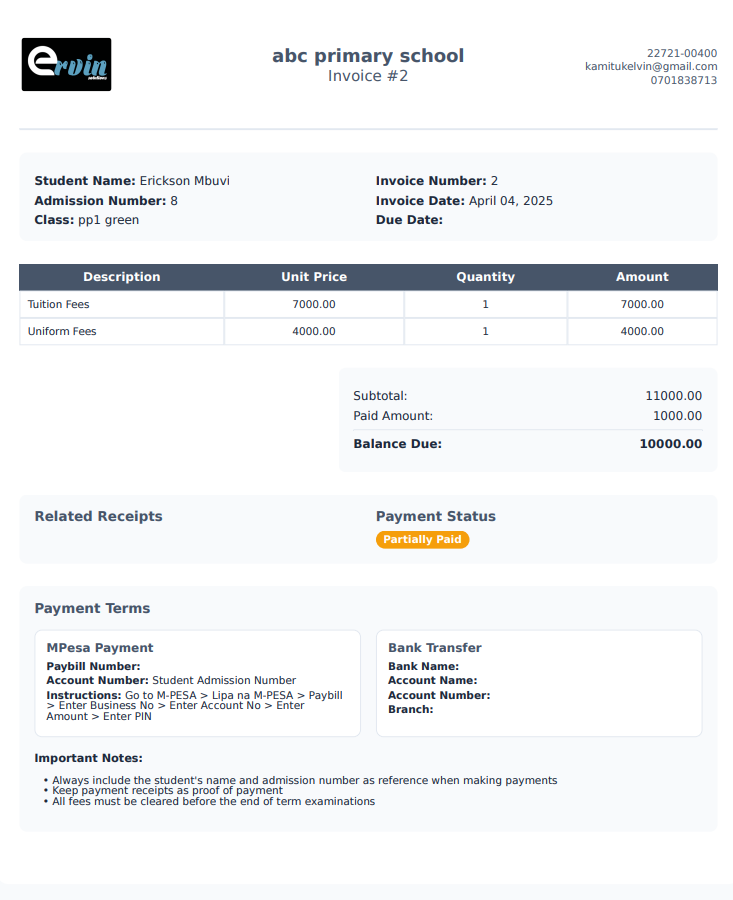 ervin
solutions
abc primary school
Invoice #2
22721-00400
kamitukelvin@gmail.com
0701838713
Student Name: Erickson Mbuvi
Admission Number: 8
Class: pp1 green
Invoice Number: 2
Invoice Date: April 04, 2025
Due Date:
Description Unit Price Quantity Amount
Tuition Fees 7000.00 1 7000.00
Uniform Fees 4000.00 1 4000.00
Subtotal: 11000.00
Paid Amount: 1000.00
Balance Due: 10000.00
Related Receipts
Payment Status
Partially Paid
Payment Terms
MPesa Payment
Paybill Number:
Account Number: Student Admission Number
Instructions: Go to M-PESA > Lipa na M-PESA > Paybill
> Enter Business No > Enter Account No > Enter
Amount > Enter PIN
Bank Transfer
Bank Name:
Account Name:
Account Number:
Branch:
Important Notes:
• Always include the student's name and admission number as reference when making payments
• Keep payment receipts as proof of payment
• All fees must be cleared before the end of term examinations